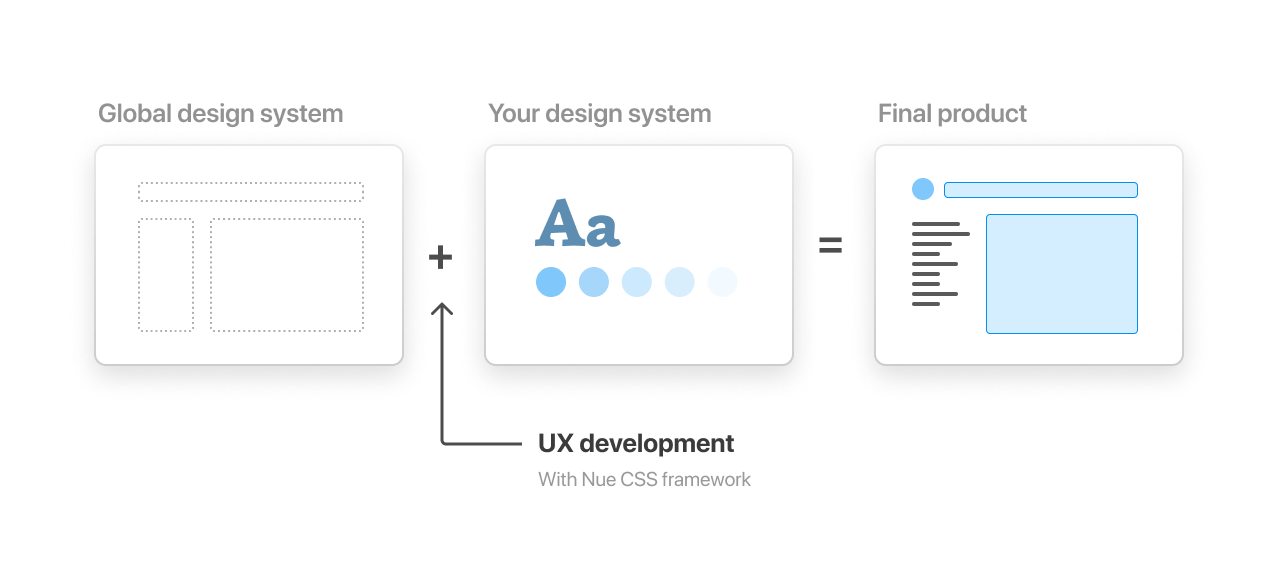 Global design system
Your design system
Final product
Aa
+
=
UX development
With Nue CSS framework